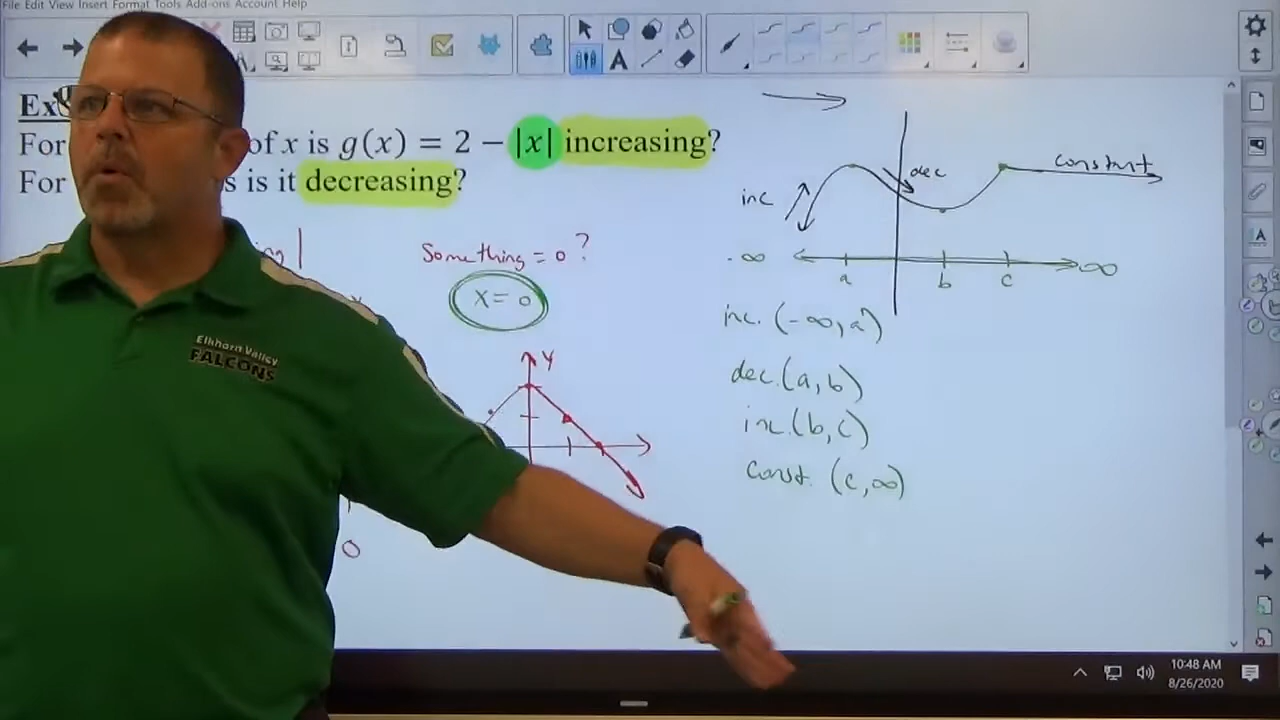 File Edit View Insert Format Tools Add-ons Account Help
Ex
For of x is g(x) = 2 − |x| increasing?
For s is it decreasing?
Something = 0 ?
x = 0
y
Elkhorn Valley
FALCONS
0
inc
dec
constant
-∞ ∞
a b c
inc. (-∞, a)
dec. (a, b)
inc. (b, c)
const. (c, ∞)
10:48 AM
8/26/2020